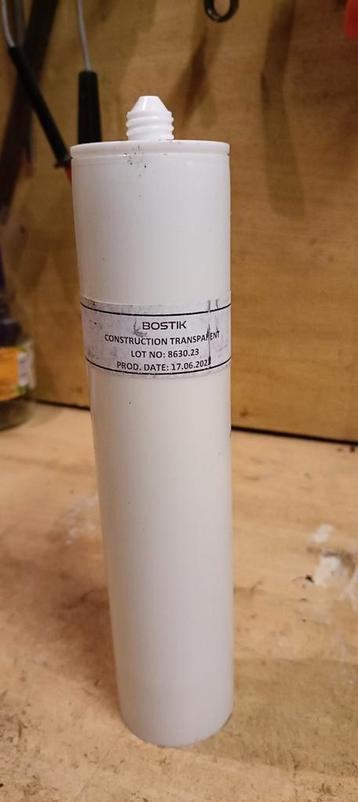 BOSTIK
CONSTRUCTION TRANSPARENT
LOT NO: 8630.23
PROD. DATE: 17.06.202